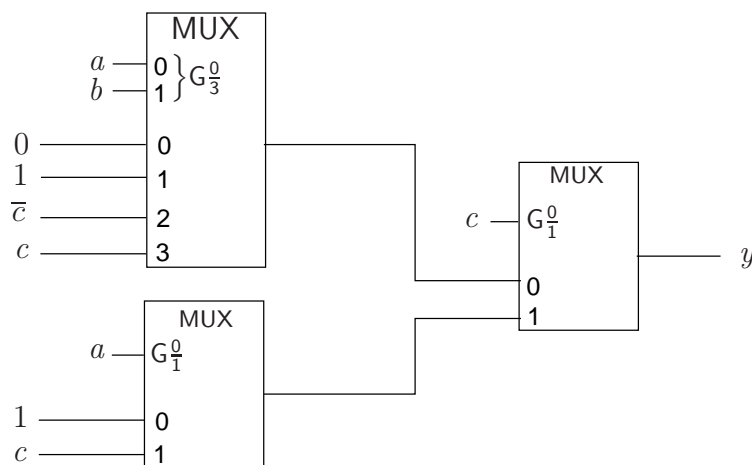 MUX
a 0 } G 0/3
b 1
0 0
1 1
c̅ 2
c 3
MUX
c G 0/1
0
1
y
MUX
a G 0/1
1 0
c 1